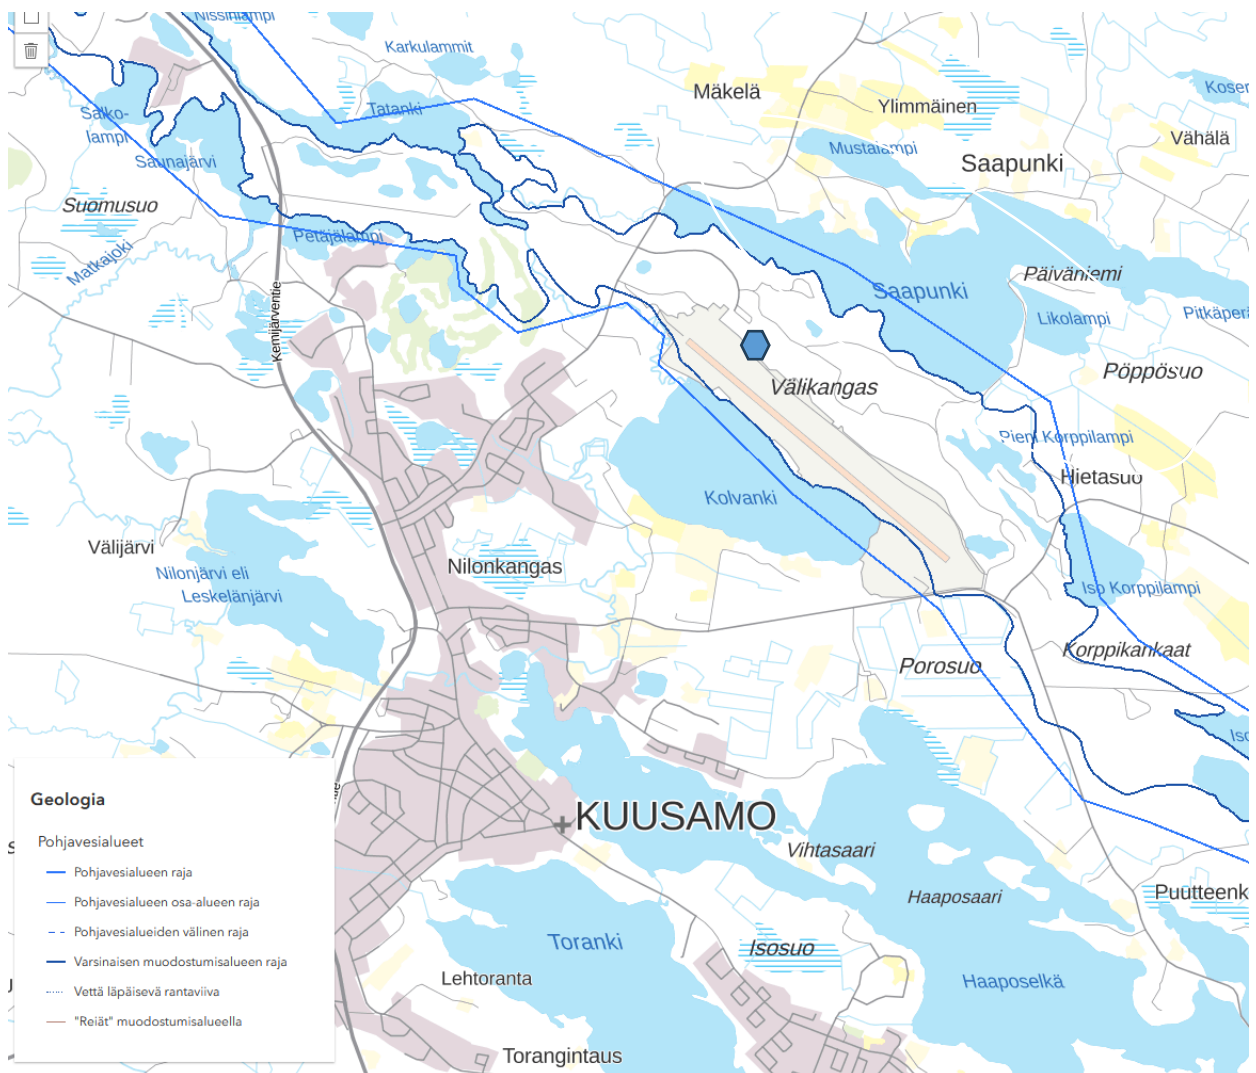 Nissinlampi
Karkulammit
Mäkelä
Ylimmäinen
Vähälä
Salko-
lampi
Tatanki
Mustalampi
Saapunki
Saunajärvi
Suomusuo
Petäjälampi
Matkajoki
Kemijärventie
Saapunki
Päiväniemi
Likolampi
Välikangas
Pöppösuo
Pieni Korppilampi
Hietasuo
Kolvanki
Välijärvi
Nilonkangas
Nilonjärvi eli
Leskelänjärvi
Iso Korppilampi
Korppikankaat
Porosuo
KUUSAMO
Vihtasaari
Haaposaari
Toranki
Isosuo
Lehtoranta
Haaposelkä
Torangintaus
Geologia
Pohjavesialueet
Pohjavesialueen raja
Pohjavesialueen osa-alueen raja
Pohjavesialueiden välinen raja
Varsinaisen muodostumisalueen raja
Vettä läpäisevä rantaviiva
"Reiät" muodostumisalueella